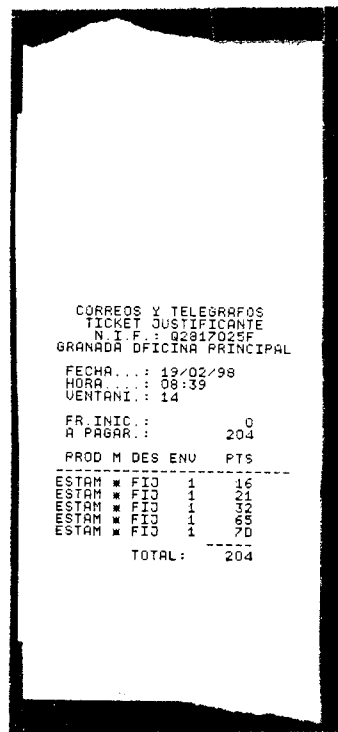 CORREOS Y TELEGRAFOS
TICKET JUSTIFICANTE
N.I.F.: Q2817025F
GRANADA OFICINA PRINCIPAL
FECHA...: 19/02/98
HORA....: 08:39
VENTANI.: 14
FR.INIC.: 0
A PAGAR.: 204
PROD M DES ENV PTS
ESTAM * FIJ 1 16
ESTAM * FIJ 1 21
ESTAM * FIJ 1 32
ESTAM * FIJ 1 65
ESTAM * FIJ 1 70
TOTAL: 204